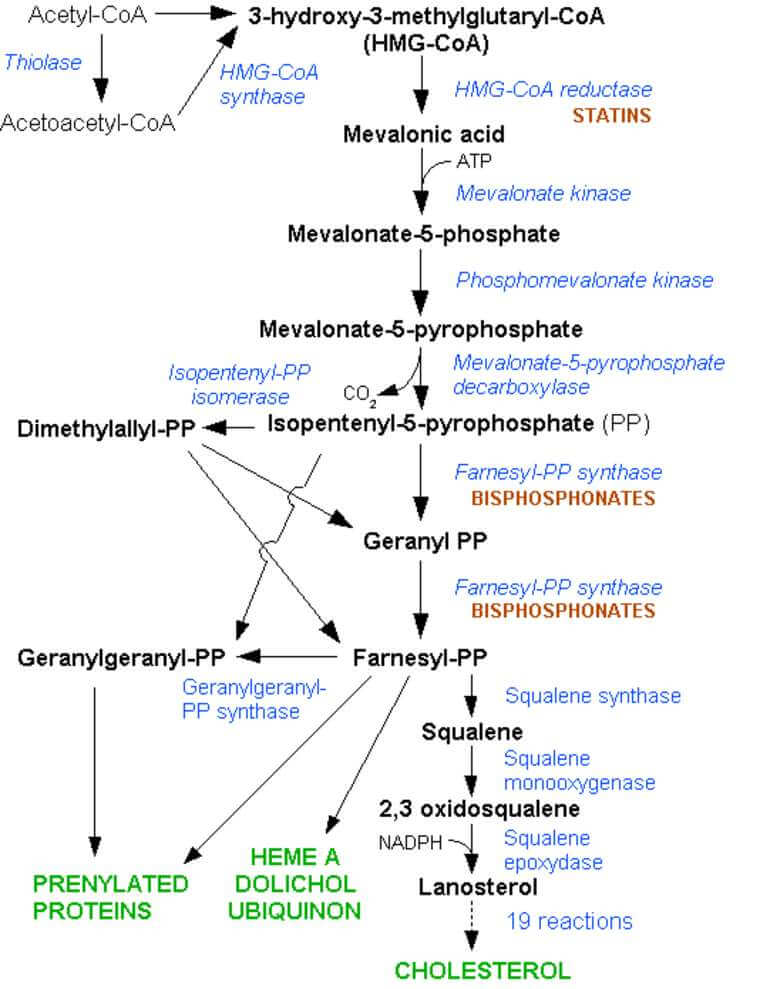 Acetyl-CoA
3-hydroxy-3-methylglutaryl-CoA
(HMG-CoA)
Thiolase
HMG-CoA
synthase
HMG-CoA reductase
STATINS
Acetoacetyl-CoA
Mevalonic acid
ATP
Mevalonate kinase
Mevalonate-5-phosphate
Phosphomevalonate kinase
Mevalonate-5-pyrophosphate
Mevalonate-5-pyrophosphate
decarboxylase
Isopentenyl-PP
isomerase
CO2
Dimethylallyl-PP
Isopentenyl-5-pyrophosphate (PP)
Farnesyl-PP synthase
BISPHOSPHONATES
Geranyl PP
Farnesyl-PP synthase
BISPHOSPHONATES
Geranylgeranyl-PP
Farnesyl-PP
Geranylgeranyl-
PP synthase
Squalene synthase
Squalene
Squalene
monooxygenase
2,3 oxidosqualene
NADPH
Squalene
epoxydase
Lanosterol
PRENYLATED
PROTEINS
HEME A
DOLICHOL
UBIQUINON
19 reactions
CHOLESTEROL